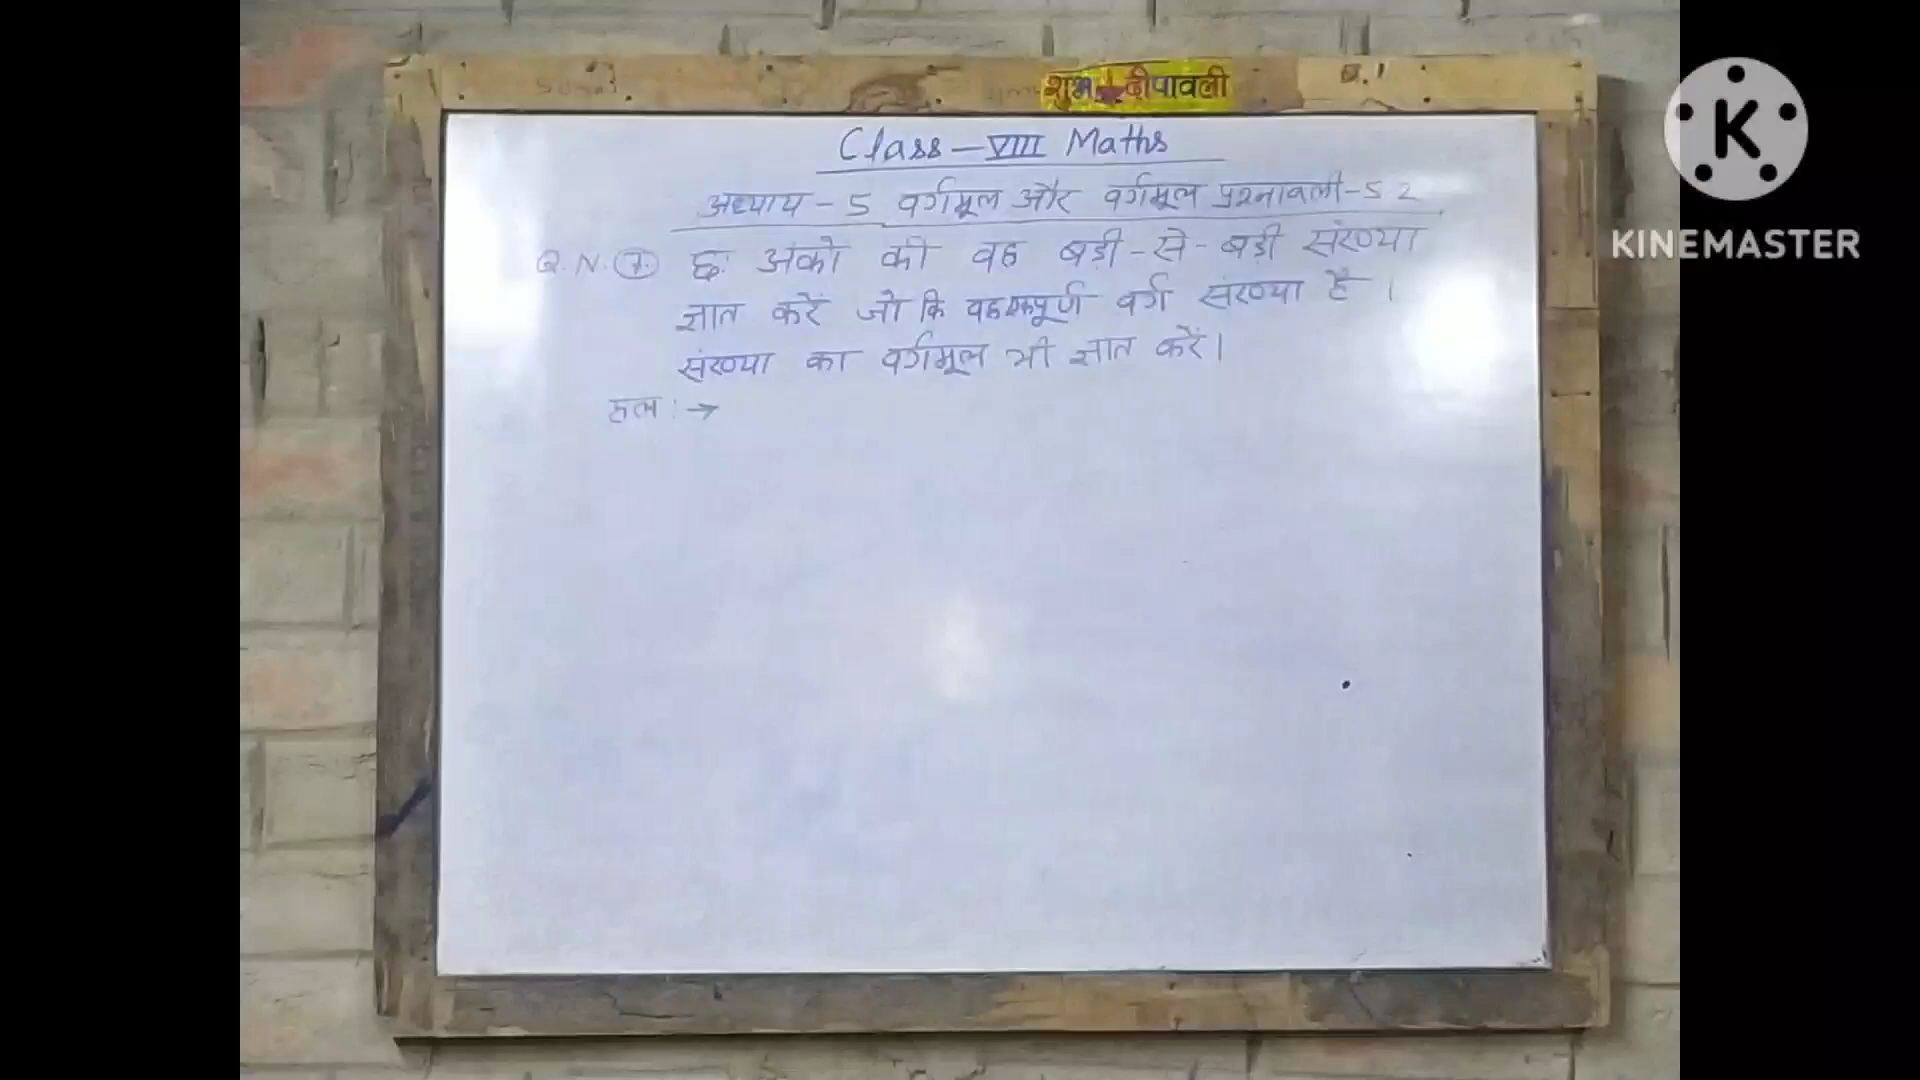 शुभ दीपावली
Class-VIII Maths
अध्याय-5 वर्गमूल और वर्गमूल प्रश्नावली-5.2
Q.N. 7. छः अंको की वह बड़ी-से-बड़ी संख्या
ज्ञात करें जो कि वह एक पूर्ण वर्ग संख्या है।
संख्या का वर्गमूल भी ज्ञात करें।
हल :→
KINEMASTER